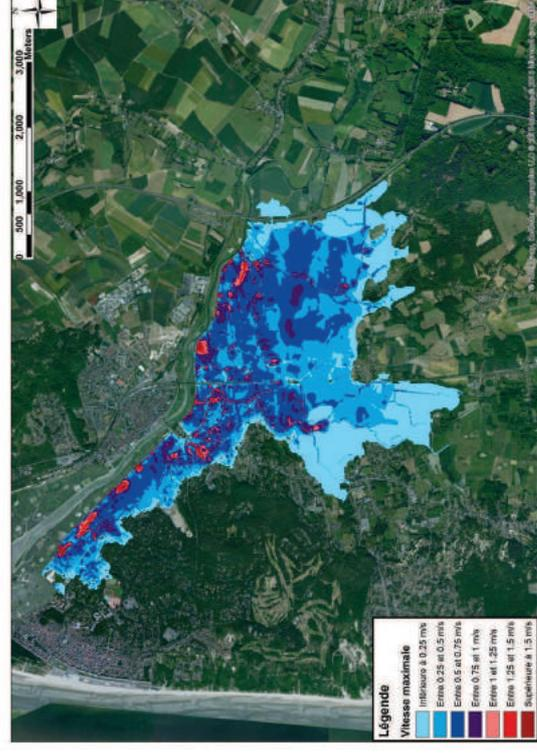 0 500 1,000 2,000 3,000
Meters
Légende
Vitesse maximale
Inférieure à 0.25 m/s
Entre 0.25 et 0.5 m/s
Entre 0.5 et 0.75 m/s
Entre 0.75 et 1 m/s
Entre 1 et 1.25 m/s
Entre 1.25 et 1.5 m/s
Supérieure à 1.5 m/s